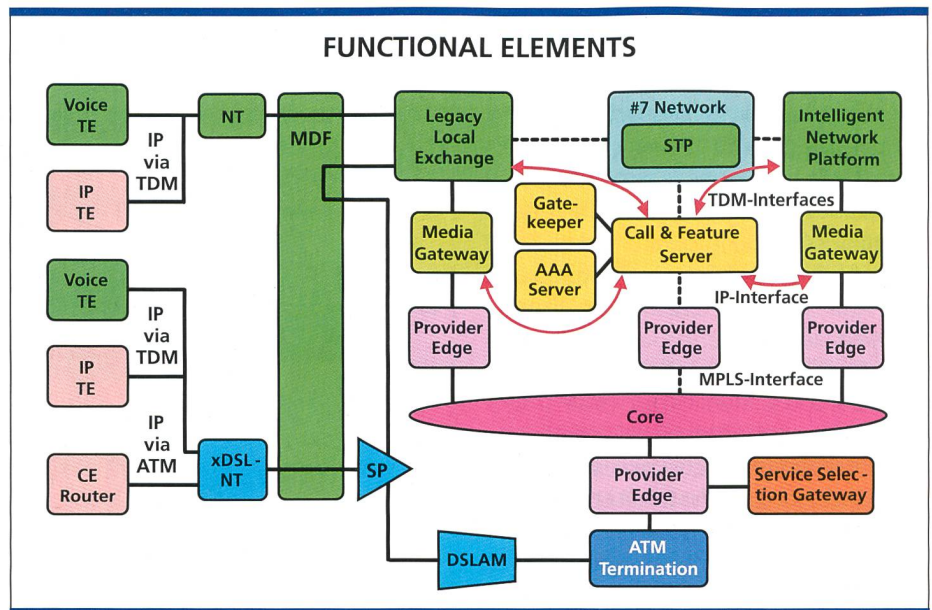 FUNCTIONAL ELEMENTS
Voice
TE
IP
via
TDM
IP
TE
NT
MDF
Legacy
Local
Exchange
#7 Network
STP
Intelligent
Network
Platform
TDM-Interfaces
Gate-
keeper
Call & Feature
Server
AAA
Server
Media
Gateway
Media
Gateway
IP-Interface
Voice
TE
IP
via
TDM
IP
TE
IP
via
ATM
CE
Router
xDSL-
NT
SP
Provider
Edge
Provider
Edge
Provider
Edge
MPLS-Interface
Core
Provider
Edge
Service Selec-
tion Gateway
DSLAM
ATM
Termination